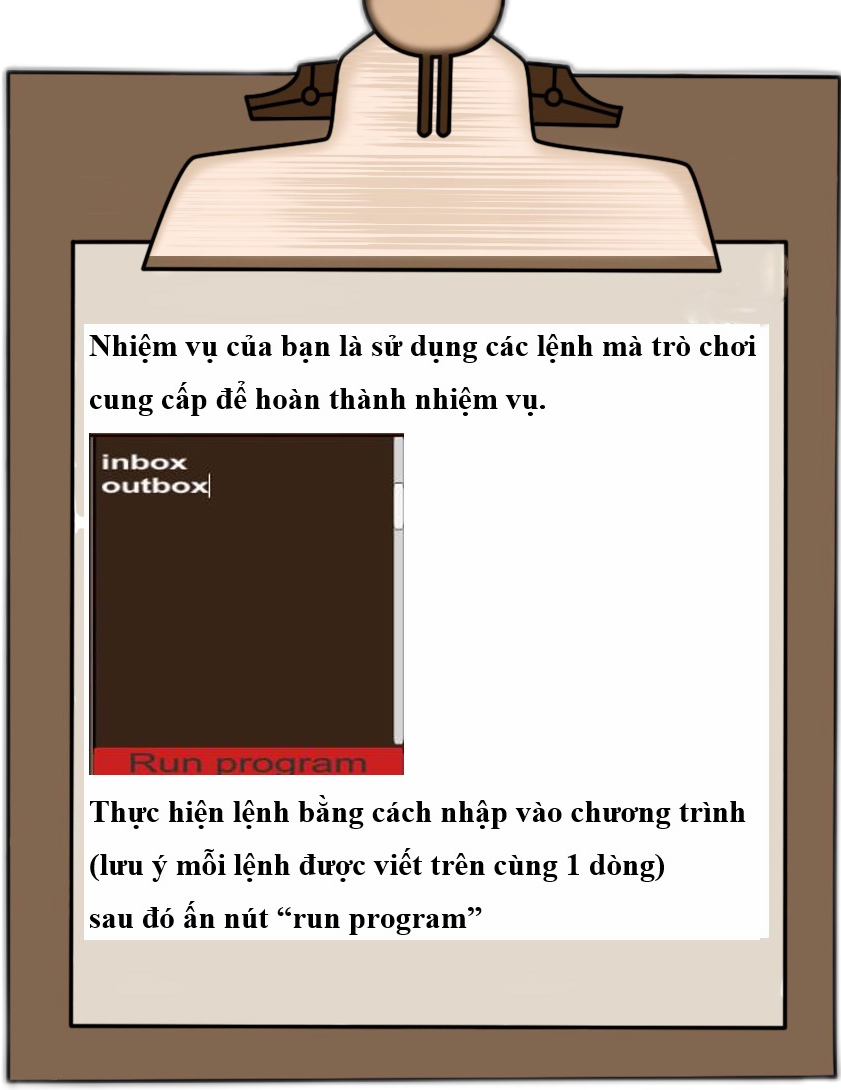 Nhiệm vụ của bạn là sử dụng các lệnh mà trò chơi
cung cấp để hoàn thành nhiệm vụ.
inbox
outbox
Run program
Thực hiện lệnh bằng cách nhập vào chương trình
(lưu ý mỗi lệnh được viết trên cùng 1 dòng)
sau đó ấn nút “run program”